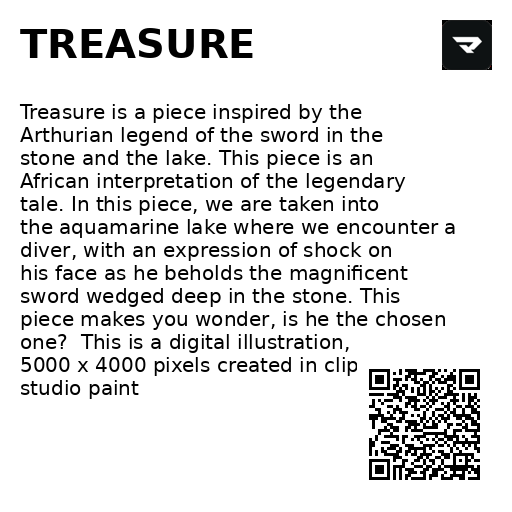 TREASURE
Treasure is a piece inspired by the
Arthurian legend of the sword in the
stone and the lake. This piece is an
African interpretation of the legendary
tale. In this piece, we are taken into
the aquamarine lake where we encounter a
diver, with an expression of shock on
his face as he beholds the magnificent
sword wedged deep in the stone. This
piece makes you wonder, is he the chosen
one?  This is a digital illustration,
5000 x 4000 pixels created in clip
studio paint